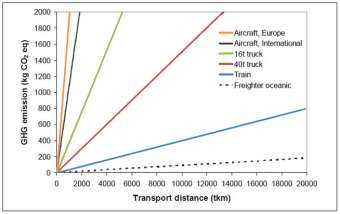 GHG emission (kg CO2 eq)
2000
1800
1600
1400
1200
1000
800
600
400
200
0
Aircraft, Europe
Aircraft, International
16t truck
40t truck
Train
Freighter oceanic
0 2000 4000 6000 8000 10000 12000 14000 16000 18000 20000
Transport distance (tkm)